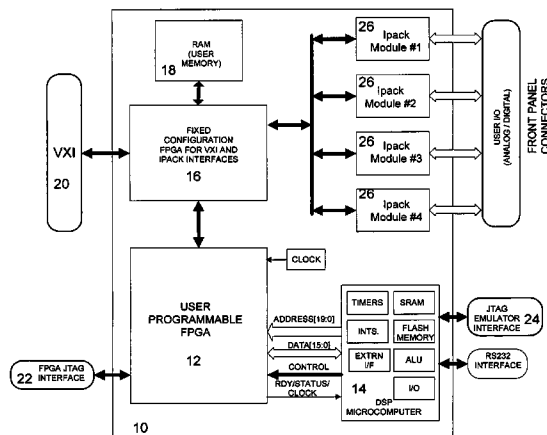 RAM
(USER
MEMORY)
18
FIXED
CONFIGURATION
FPGA FOR VXI AND
IPACK INTERFACES
16
VXI
20
26
Ipack
Module #1
26
Ipack
Module #2
26
Ipack
Module #3
26
Ipack
Module #4
USER I/O
(ANALOG / DIGITAL)
FRONT PANEL
CONNECTORS
CLOCK
USER
PROGRAMMABLE
FPGA
12
ADDRESS[19:0]
DATA[15:0]
CONTROL
RDY/STATUS/
CLOCK
TIMERS
SRAM
INTS.
FLASH
MEMORY
EXTRN
I/F
ALU
14
I/O
DSP
MICROCOMPUTER
JTAG
EMULATOR
INTERFACE
24
RS232
INTERFACE
22
FPGA JTAG
INTERFACE
10